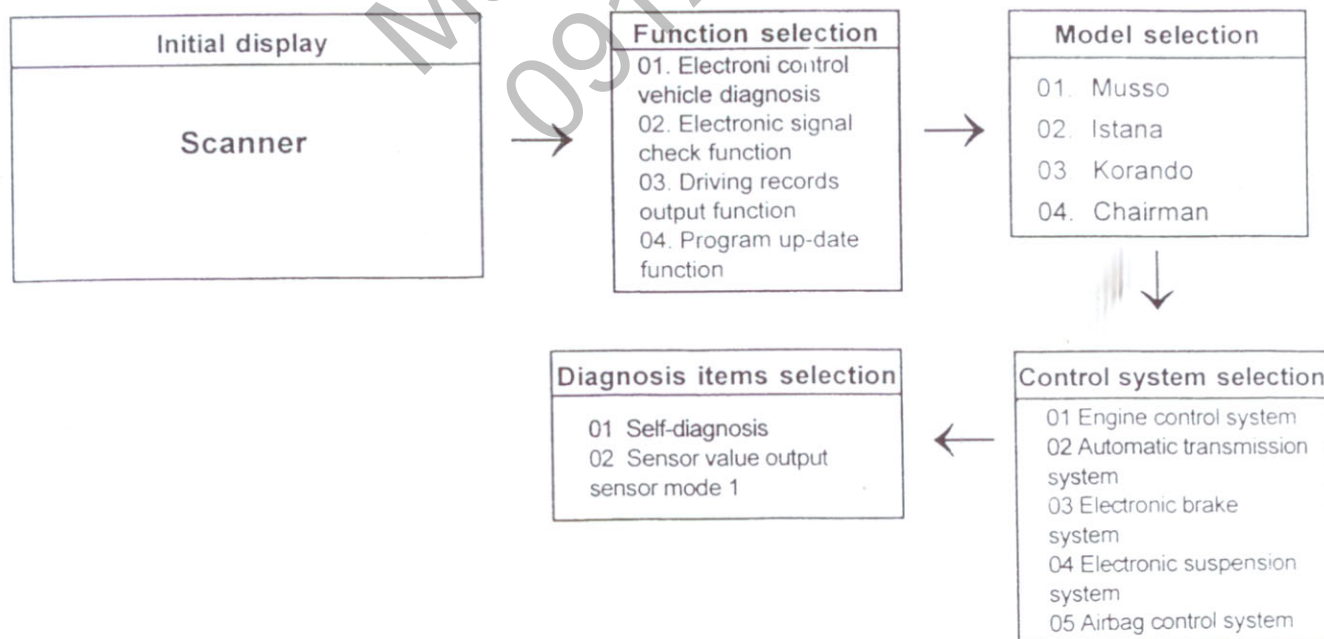 Initial display
Scanner
Function selection
01. Electroni control
vehicle diagnosis
02. Electronic signal
check function
03. Driving records
output function
04. Program up-date
function
Model selection
01. Musso
02. Istana
03 Korando
04. Chairman
Control system selection
01 Engine control system
02 Automatic transmission
system
03 Electronic brake
system
04 Electronic suspension
system
05 Airbag control system
Diagnosis items selection
01 Self-diagnosis
02 Sensor value output
sensor mode 1